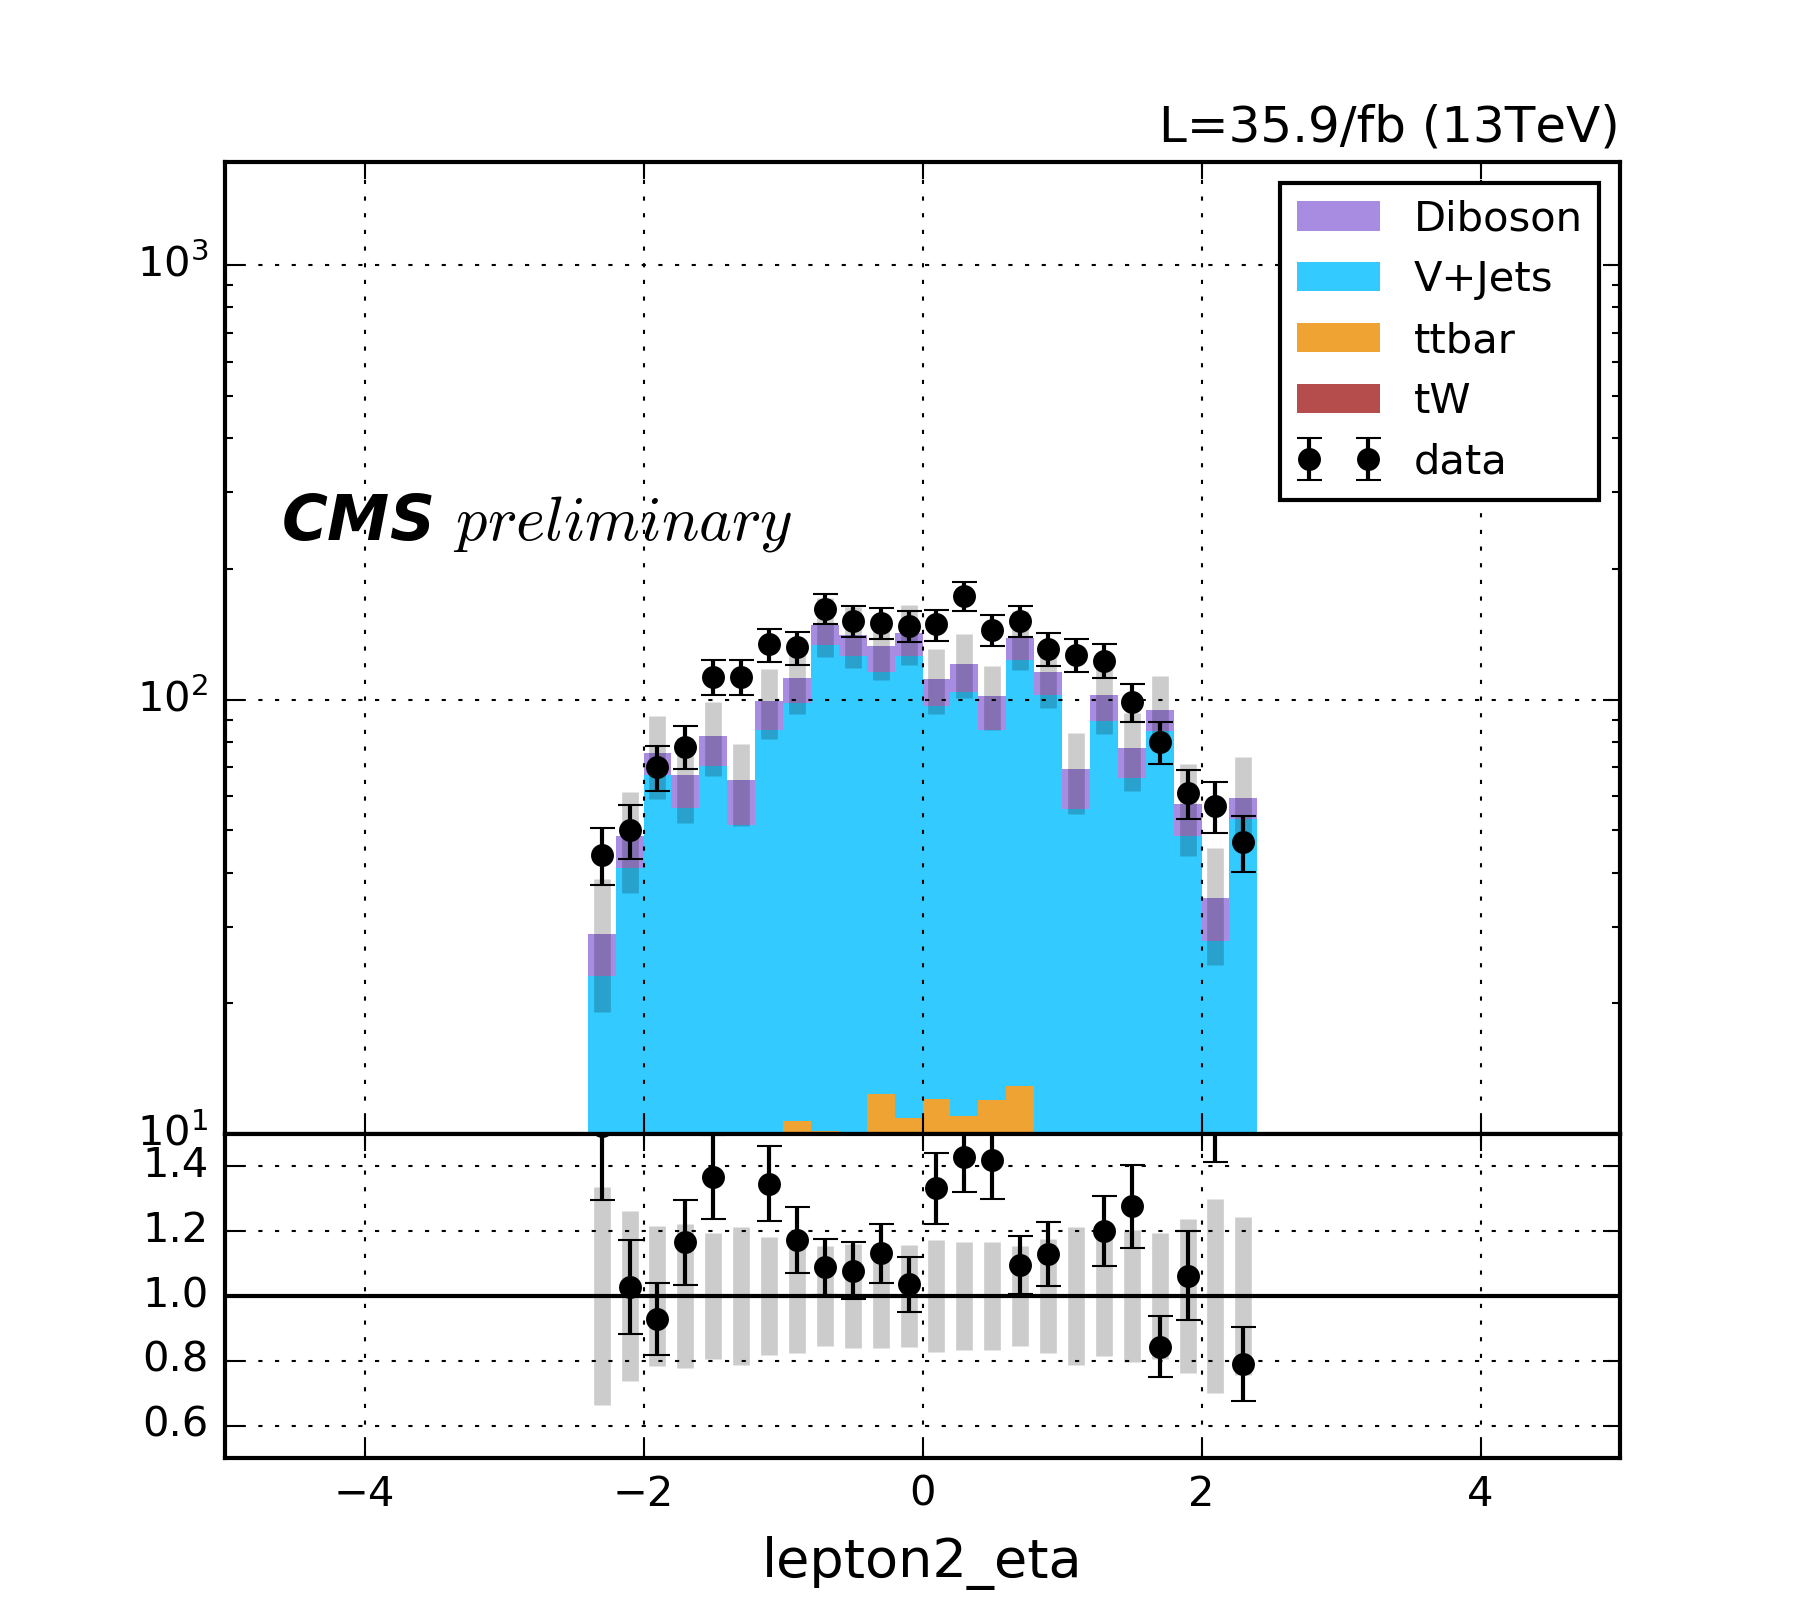 L=35.9/fb (13TeV)
Diboson
V+Jets
ttbar
tW
data
CMS preliminary
10³
10²
10¹
1.4
1.2
1.0
0.8
0.6
−4 −2 0 2 4
lepton2_eta